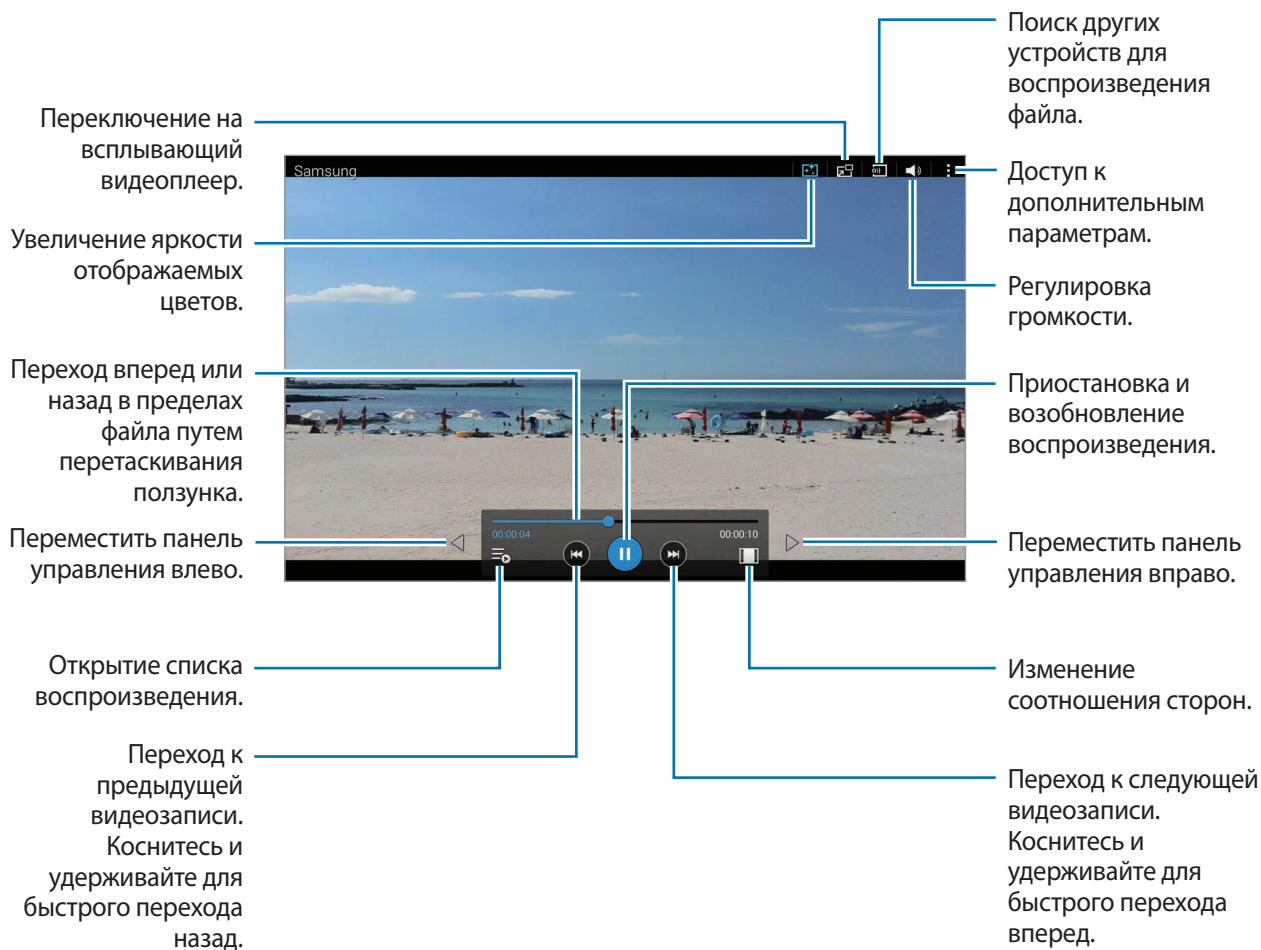 Поиск других
устройств для
воспроизведения
файла.
Переключение на
всплывающий
видеоплеер.
Samsung
Доступ к
дополнительным
параметрам.
Увеличение яркости
отображаемых
цветов.
Регулировка
громкости.
Переход вперед или
назад в пределах
файла путем
перетаскивания
ползунка.
Приостановка и
возобновление
воспроизведения.
00:00:04
00:00:10
Переместить панель
управления влево.
Переместить панель
управления вправо.
Открытие списка
воспроизведения.
Изменение
соотношения сторон.
Переход к
предыдущей
видеозаписи.
Коснитесь и
удерживайте для
быстрого перехода
назад.
Переход к следующей
видеозаписи.
Коснитесь и
удерживайте для
быстрого перехода
вперед.